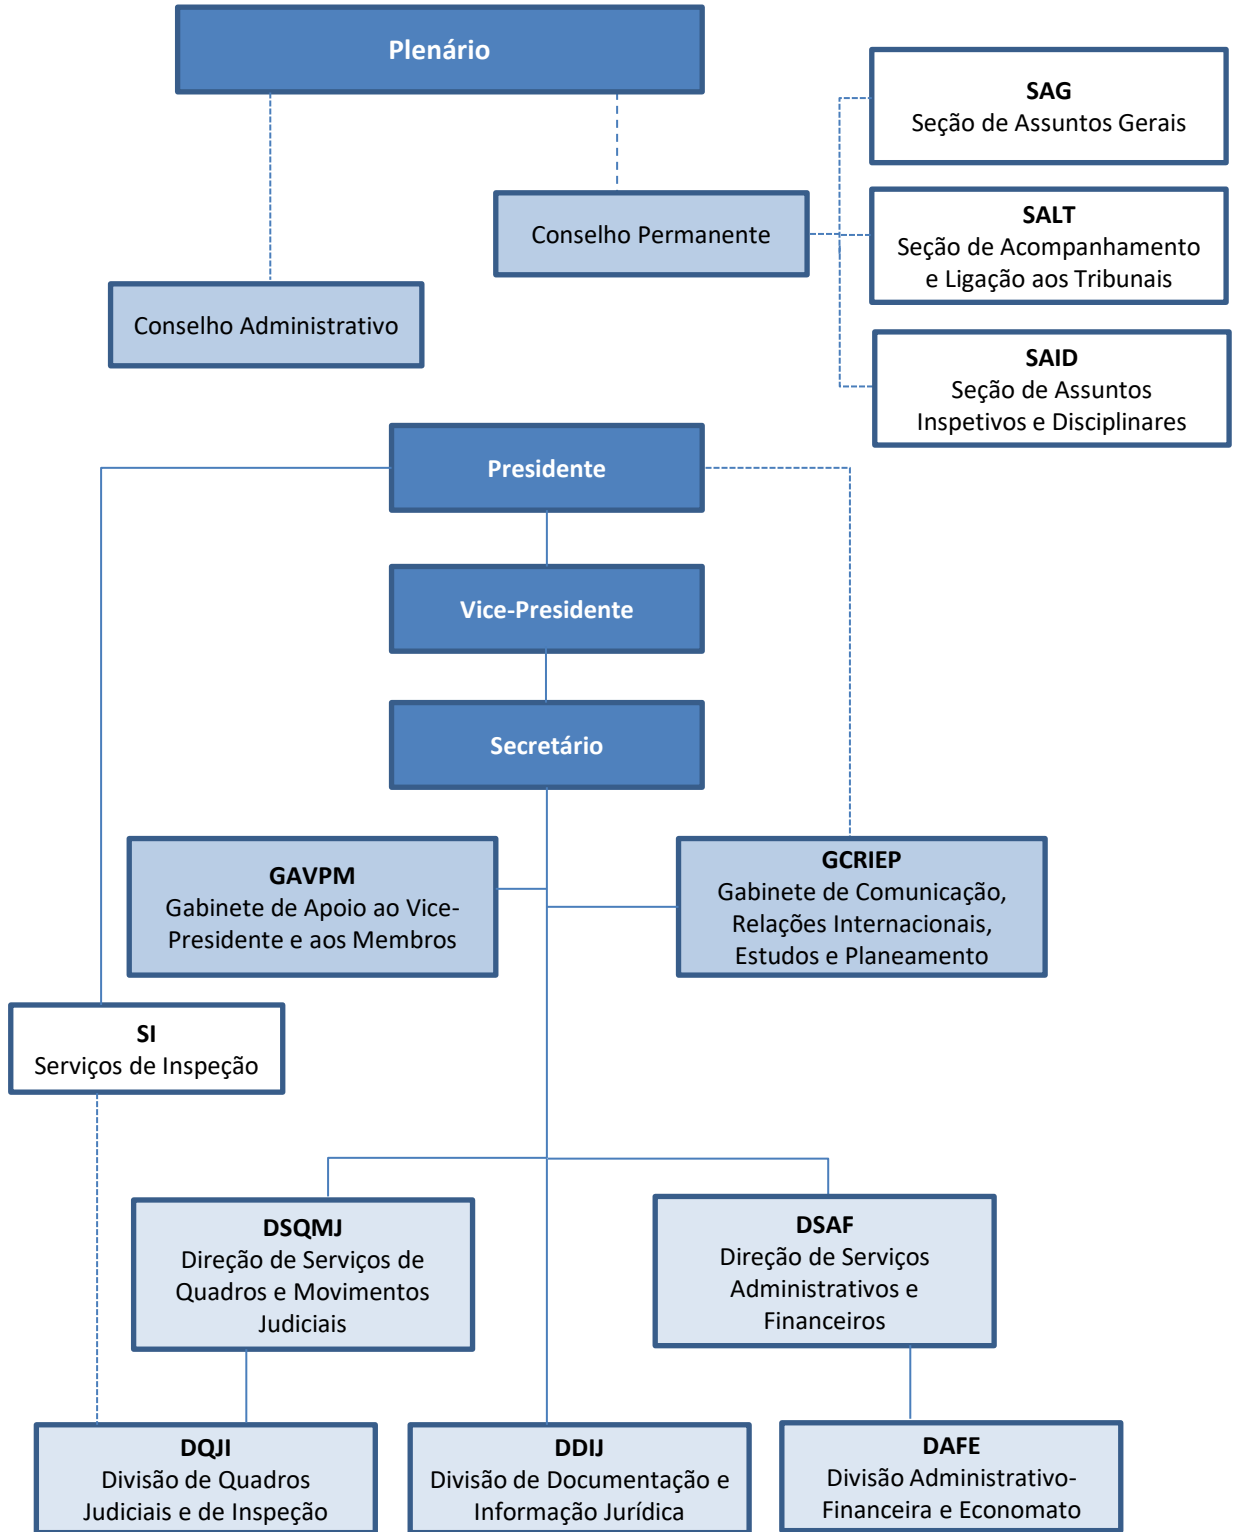 Plenário
SAG
Seção de Assuntos Gerais
Conselho Permanente
SALT
Seção de Acompanhamento
e Ligação aos Tribunais
Conselho Administrativo
SAID
Seção de Assuntos
Inspetivos e Disciplinares
Presidente
Vice-Presidente
Secretário
GAVPM
Gabinete de Apoio ao Vice-
Presidente e aos Membros
GCRIEP
Gabinete de Comunicação,
Relações Internacionais,
Estudos e Planeamento
SI
Serviços de Inspeção
DSQMJ
Direção de Serviços de
Quadros e Movimentos
Judiciais
DSAF
Direção de Serviços
Administrativos e
Financeiros
DQJI
Divisão de Quadros
Judiciais e de Inspeção
DDIJ
Divisão de Documentação e
Informação Jurídica
DAFE
Divisão Administrativo-
Financeira e Economato